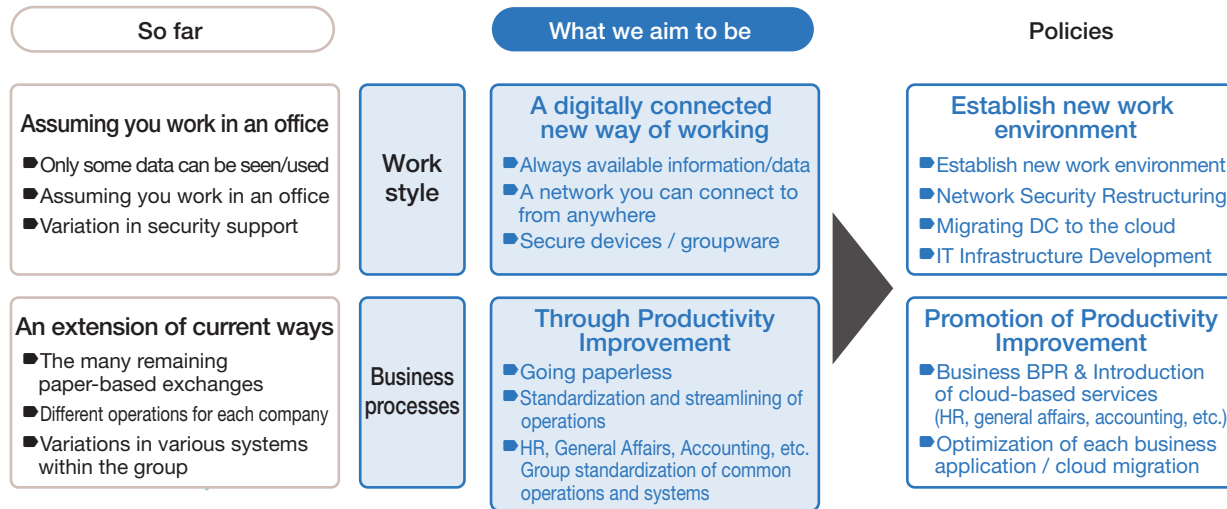 So far
What we aim to be
Policies
Assuming you work in an office
Only some data can be seen/used
Assuming you work in an office
Variation in security support
Work
style
A digitally connected
new way of working
Always available information/data
A network you can connect to
from anywhere
Secure devices / groupware
Establish new work
environment
Establish new work environment
Network Security Restructuring
Migrating DC to the cloud
IT Infrastructure Development
An extension of current ways
The many remaining
paper-based exchanges
Different operations for each company
Variations in various systems
within the group
Business
processes
Through Productivity
Improvement
Going paperless
Standardization and streamlining of
operations
HR, General Affairs, Accounting, etc.
Group standardization of common
operations and systems
Promotion of Productivity
Improvement
Business BPR & Introduction
of cloud-based services
(HR, general affairs, accounting, etc.)
Optimization of each business
application / cloud migration